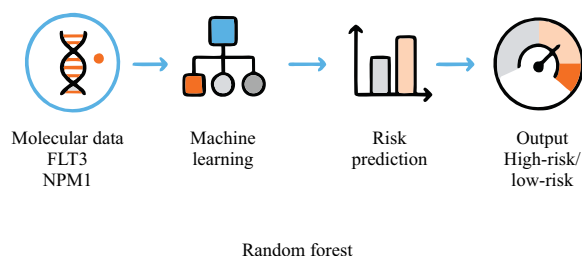 Molecular data
FLT3
NPM1
Machine
learning
Risk
prediction
Output
High-risk/
low-risk
Random forest